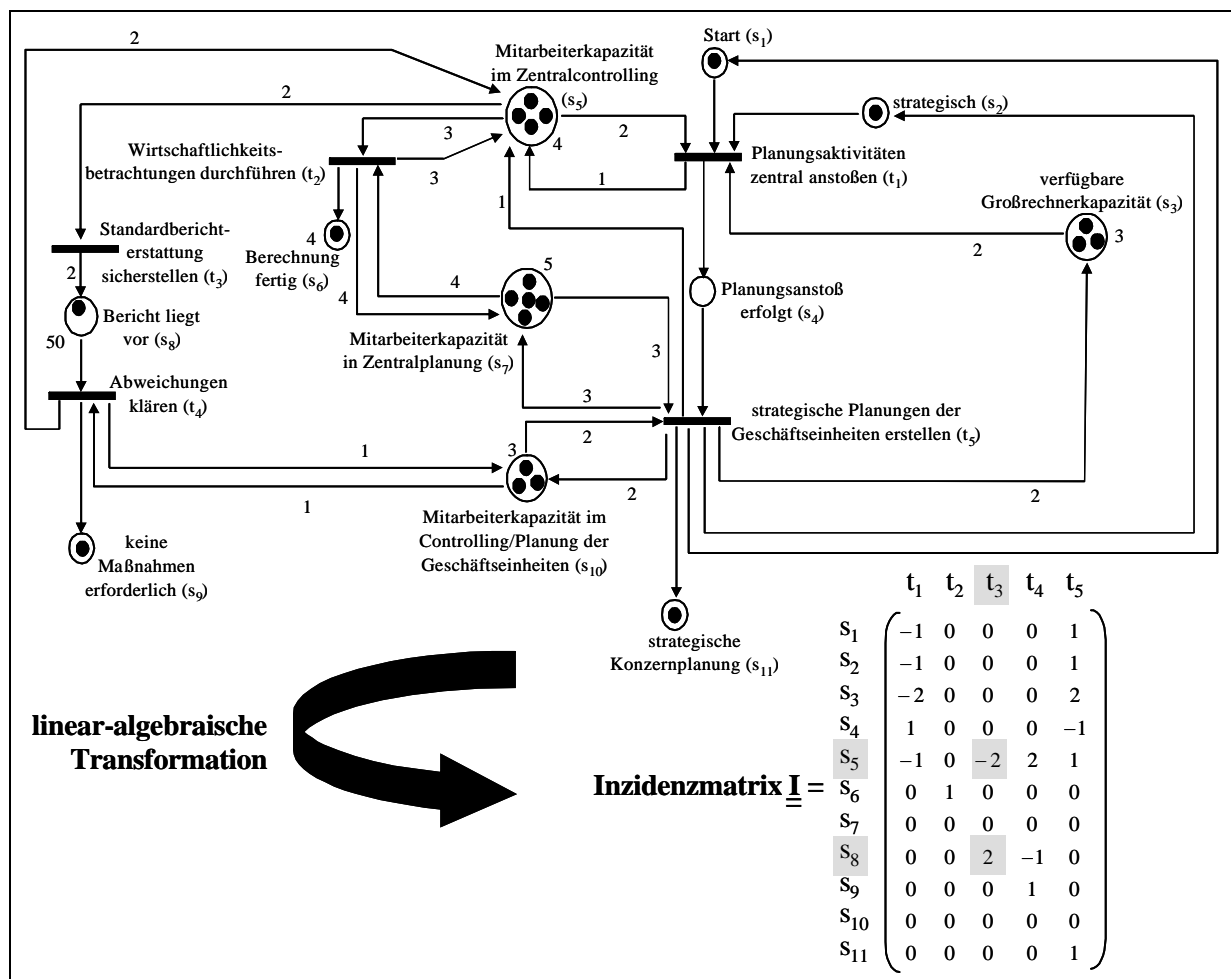 2
Mitarbeiterkapazität
im Zentralcontrolling
(s5)
4
Start (s1)
strategisch (s2)
2
3
2
Wirtschaftlichkeits-
betrachtungen durchführen (t2)
3
1
Planungsaktivitäten
zentral anstoßen (t1)
verfügbare
Großrechnerkapazität (s3)
3
2
1
Standardbericht-
erstattung
sicherstellen (t3)
4
Berechnung
fertig (s6)
2
4
4
5
Planungsanstoß
erfolgt (s4)
Bericht liegt
vor (s8)
50
Mitarbeiterkapazität
in Zentralplanung (s7)
3
3
Abweichungen
klären (t4)
strategische Planungen der
Geschäftseinheiten erstellen (t5)
1
1
3
2
2
2
Mitarbeiterkapazität im
Controlling/Planung der
Geschäftseinheiten (s10)
keine
Maßnahmen
erforderlich (s9)
strategische
Konzernplanung (s11)
linear-algebraische
Transformation
Inzidenzmatrix I =
t1 t2 t3 t4 t5
s1 −1 0 0 0 1
s2 −1 0 0 0 1
s3 −2 0 0 0 2
s4 1 0 0 0 −1
s5 −1 0 −2 2 1
s6 0 1 0 0 0
s7 0 0 0 0 0
s8 0 0 2 −1 0
s9 0 0 0 1 0
s10 0 0 0 0 0
s11 0 0 0 0 1